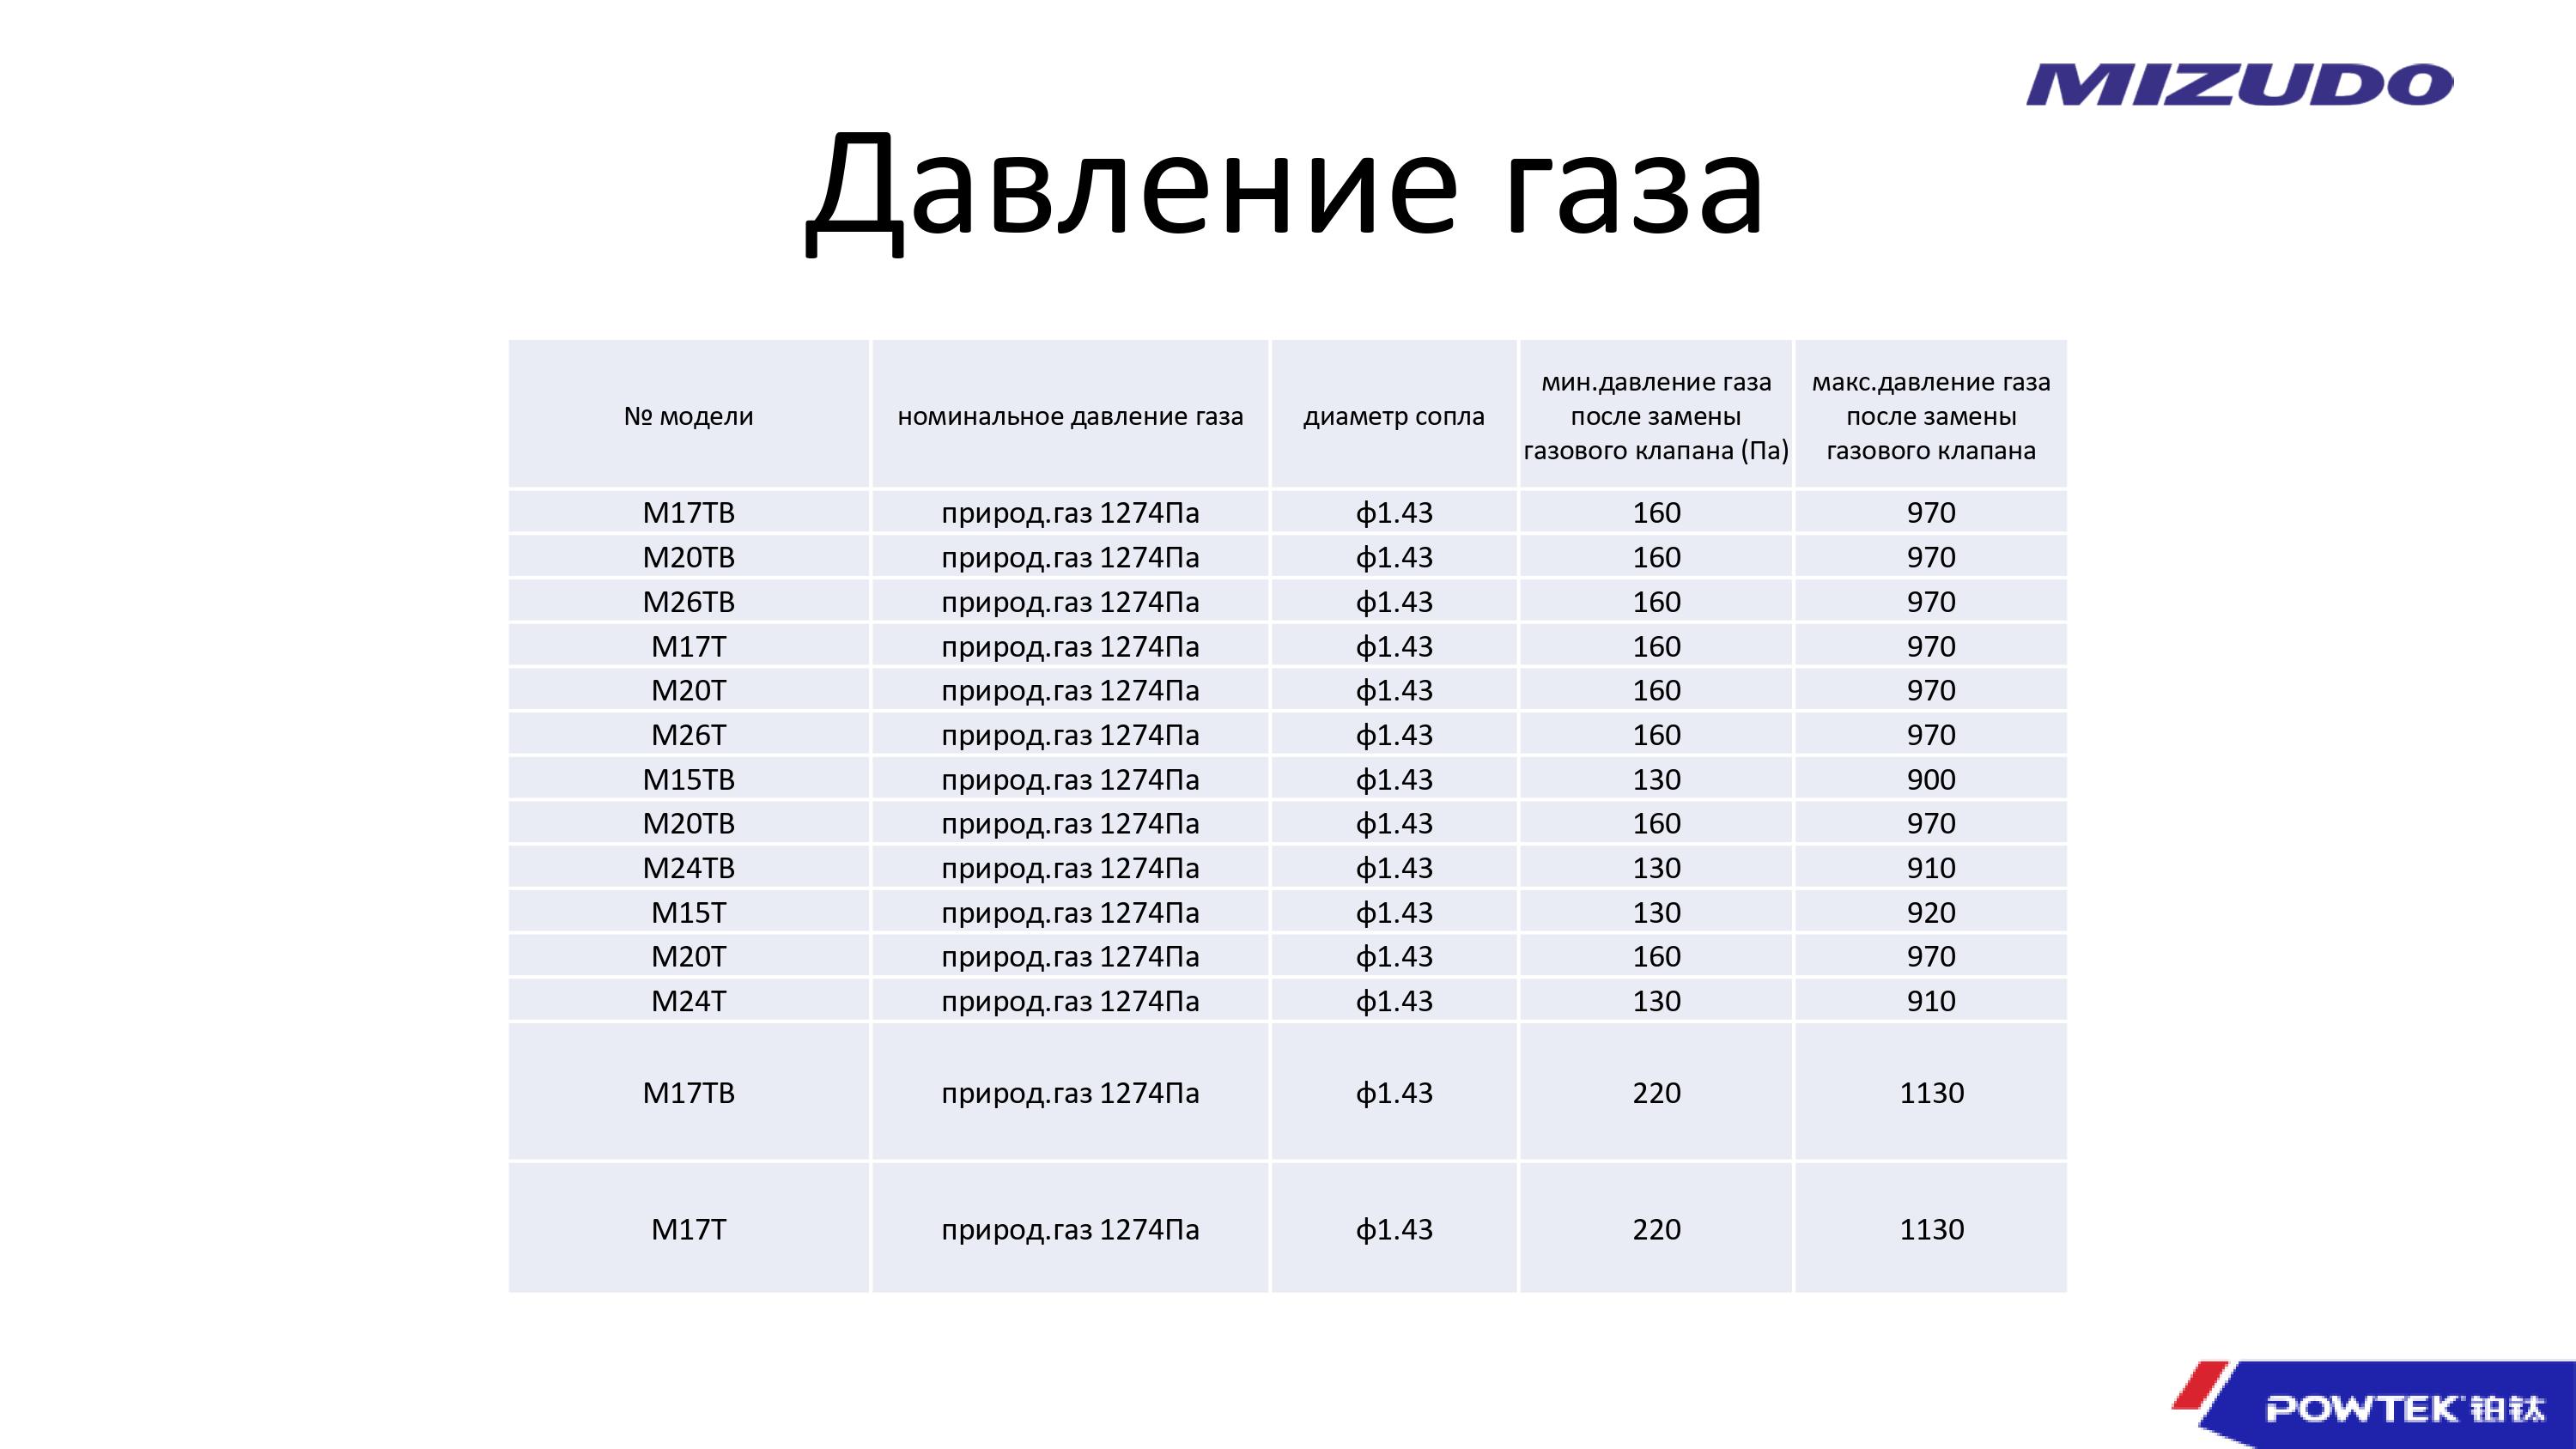 MIZUDO
Давление газа
№ модели
номинальное давление газа
диаметр сопла
мин.давление газа
после замены
газового клапана (Па)
макс.давление газа
после замены
газового клапана
M17TB природ.газ 1274Па ф1.43 160 970
M20TB природ.газ 1274Па ф1.43 160 970
M26TB природ.газ 1274Па ф1.43 160 970
M17T природ.газ 1274Па ф1.43 160 970
M20T природ.газ 1274Па ф1.43 160 970
M26T природ.газ 1274Па ф1.43 160 970
M15TB природ.газ 1274Па ф1.43 130 900
M20TB природ.газ 1274Па ф1.43 160 970
M24TB природ.газ 1274Па ф1.43 130 910
M15T природ.газ 1274Па ф1.43 130 920
M20T природ.газ 1274Па ф1.43 160 970
M24T природ.газ 1274Па ф1.43 130 910
M17TB природ.газ 1274Па ф1.43 220 1130
M17T природ.газ 1274Па ф1.43 220 1130
POWTEK 铂钛